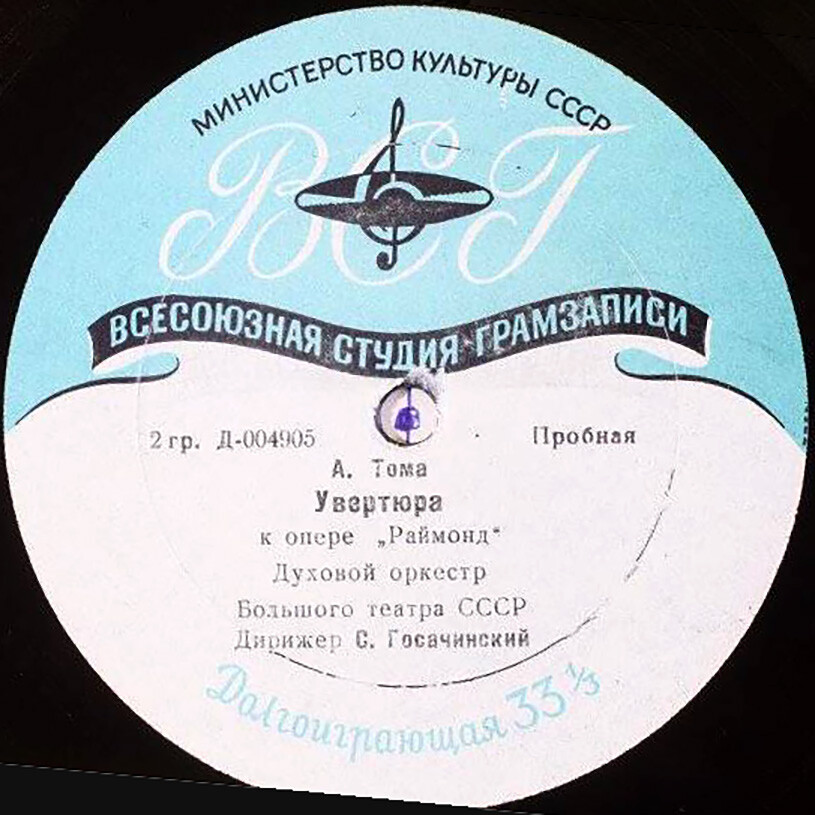 МИНИСТЕРСТВО КУЛЬТУРЫ СССР
ВСГ
ВСЕСОЮЗНАЯ СТУДИЯ ГРАМЗАПИСИ
2 гр. Д-004905 Пробная
А. Тома
Увертюра
к опере „Раймонд“
Духовой оркестр
Большого театра СССР
Дирижер С. Госачинский
Долгоиграющая 33 1/3